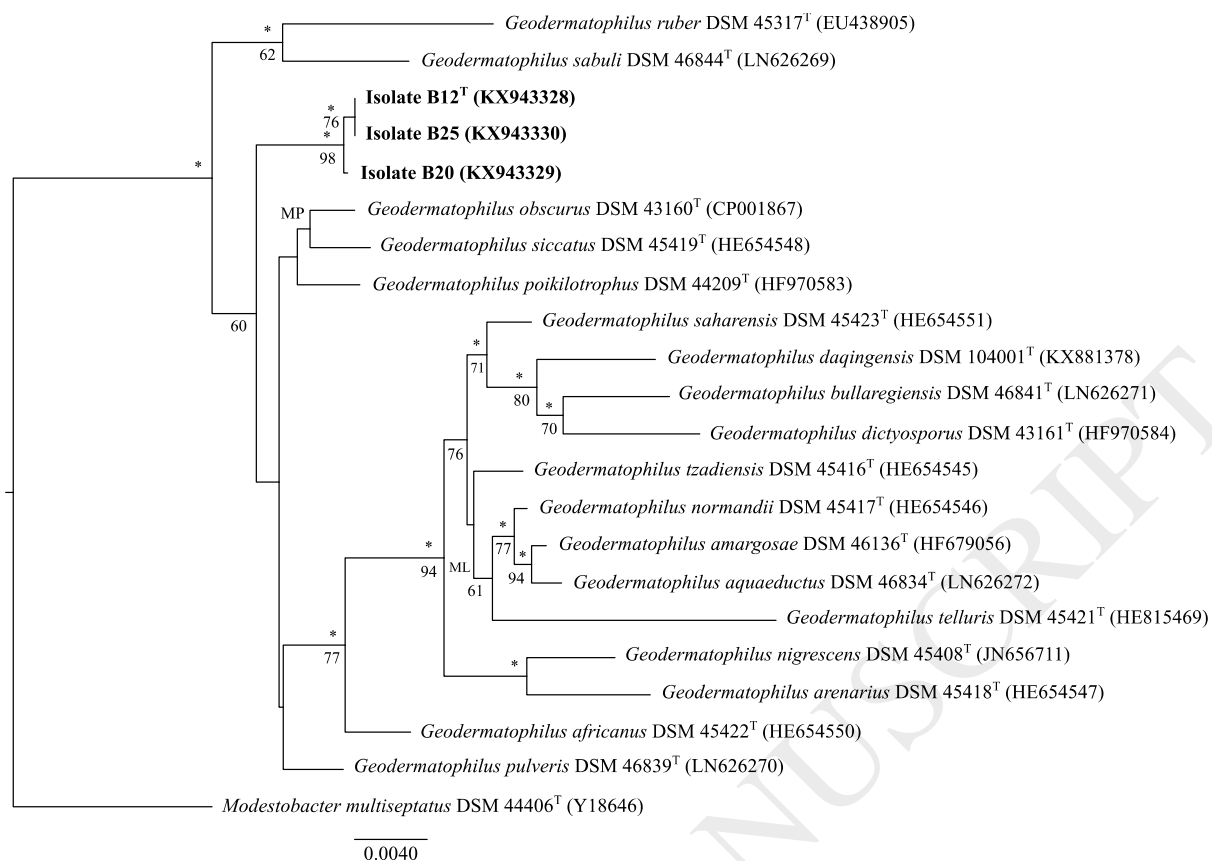 Geodermatophilus ruber DSM 45317T (EU438905)
*
62
Geodermatophilus sabuli DSM 46844T (LN626269)
Isolate B12T (KX943328)
*
76
*
Isolate B25 (KX943330)
98
*
Isolate B20 (KX943329)
MP
Geodermatophilus obscurus DSM 43160T (CP001867)
Geodermatophilus siccatus DSM 45419T (HE654548)
Geodermatophilus poikilotrophus DSM 44209T (HF970583)
60
Geodermatophilus saharensis DSM 45423T (HE654551)
*
71
Geodermatophilus daqingensis DSM 104001T (KX881378)
*
80
Geodermatophilus bullaregiensis DSM 46841T (LN626271)
*
70
Geodermatophilus dictyosporus DSM 43161T (HF970584)
76
Geodermatophilus tzadiensis DSM 45416T (HE654545)
Geodermatophilus normandii DSM 45417T (HE654546)
*
77
Geodermatophilus amargosae DSM 46136T (HF679056)
*
94
*
94
ML
Geodermatophilus aquaeductus DSM 46834T (LN626272)
61
Geodermatophilus telluris DSM 45421T (HE815469)
*
77
Geodermatophilus nigrescens DSM 45408T (JN656711)
*
Geodermatophilus arenarius DSM 45418T (HE654547)
Geodermatophilus africanus DSM 45422T (HE654550)
Geodermatophilus pulveris DSM 46839T (LN626270)
Modestobacter multiseptatus DSM 44406T (Y18646)
0.0040
NUSCRIPT